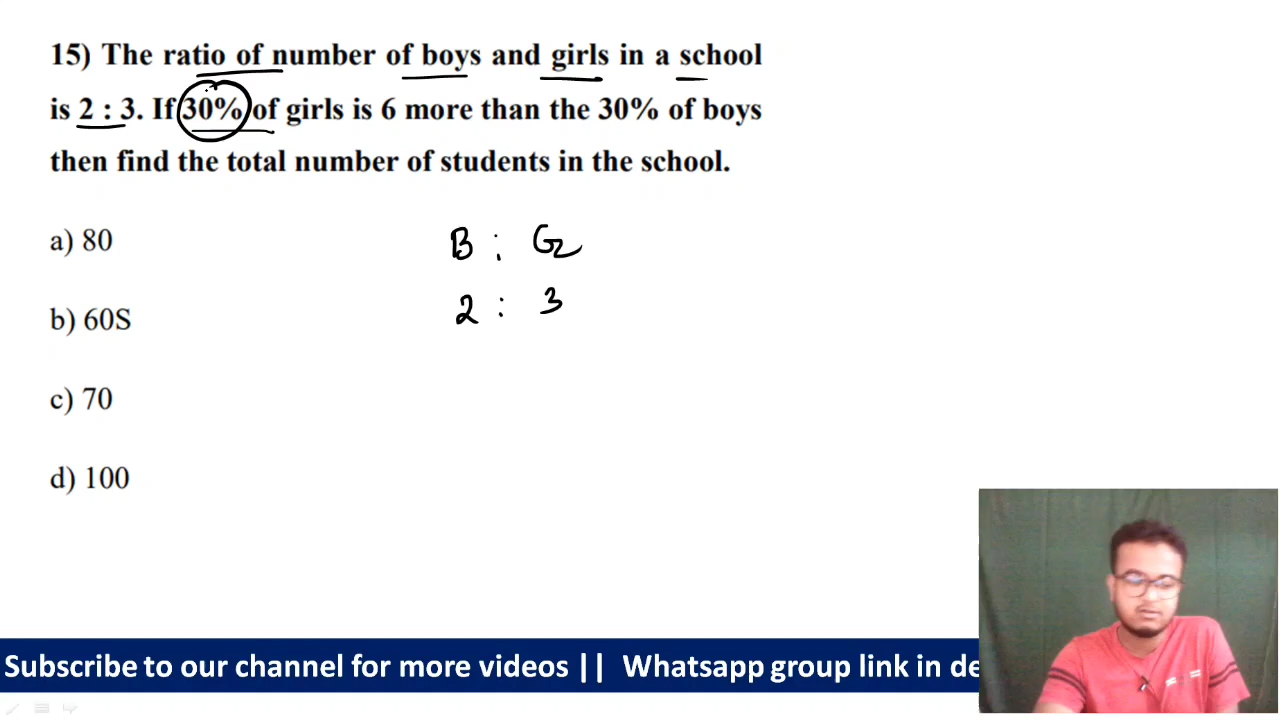 15) The ratio of number of boys and girls in a school
is 2 : 3. If 30% of girls is 6 more than the 30% of boys
then find the total number of students in the school.
a) 80
B : G
b) 60S
2 : 3
c) 70
d) 100
Subscribe to our channel for more videos || Whatsapp group link in de